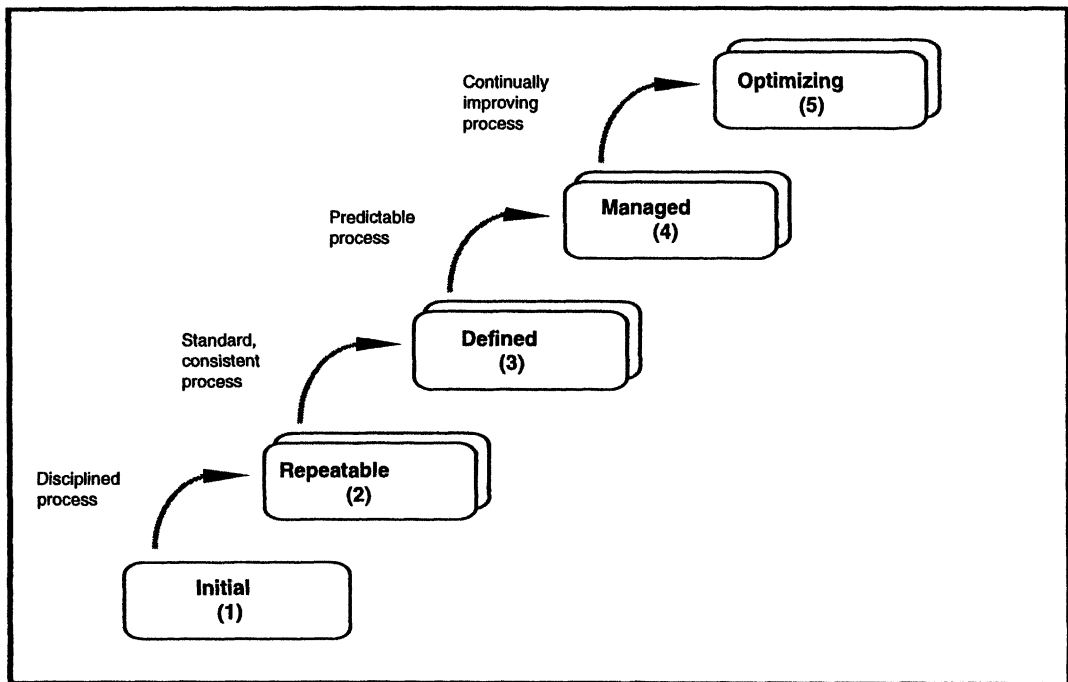 Continually
improving
process
Optimizing
(5)
Predictable
process
Managed
(4)
Standard,
consistent
process
Defined
(3)
Disciplined
process
Repeatable
(2)
Initial
(1)